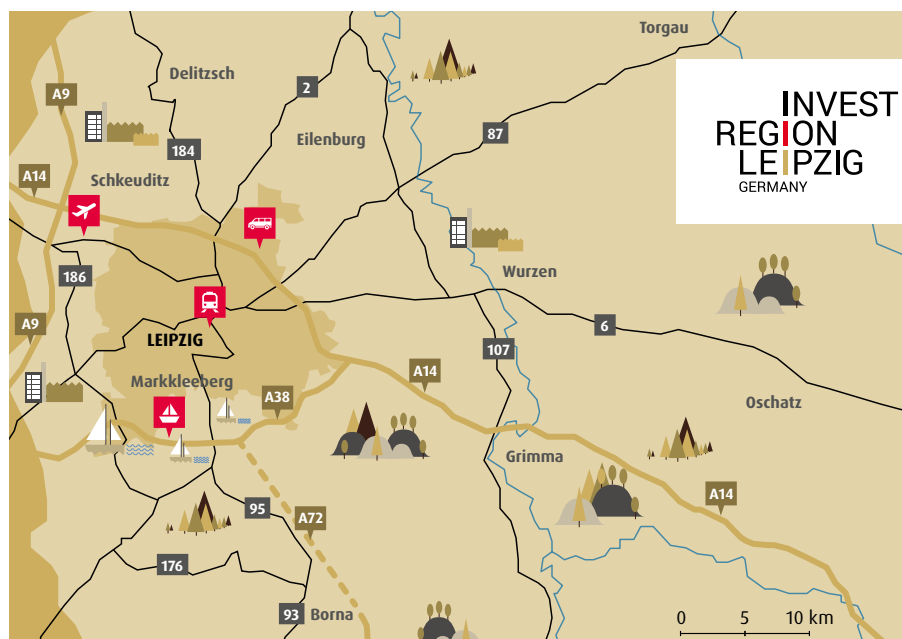 Torgau
Delitzsch
A9
2
INVEST
REGION
LEIPZIG
GERMANY
87
Eilenburg
184
A14
Schkeuditz
186
Wurzen
A9
6
LEIPZIG
107
A14
Markkleeberg
A38
Oschatz
Grimma
A14
95
A72
176
93
Borna
0 5 10 km